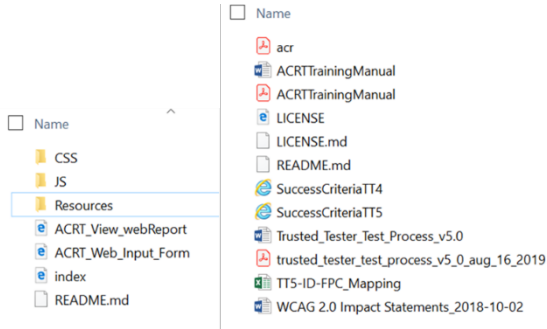 Name
CSS
JS
Resources
ACRT_View_webReport
ACRT_Web_Input_Form
index
README.md
Name
acr
ACRTTrainingManual
ACRTTrainingManual
LICENSE
LICENSE.md
README.md
SuccessCriteriaTT4
SuccessCriteriaTT5
Trusted_Tester_Test_Process_v5.0
trusted_tester_test_process_v5_0_aug_16_2019
TT5-ID-FPC_Mapping
WCAG 2.0 Impact Statements_2018-10-02